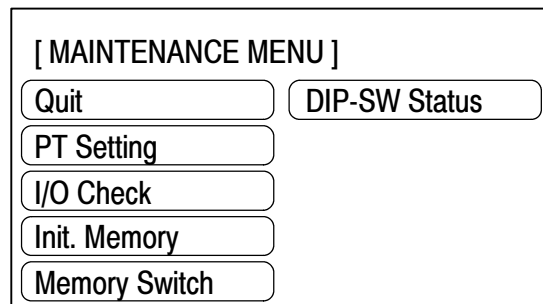 [ MAINTENANCE MENU ]
Quit
DIP-SW Status
PT Setting
I/O Check
Init. Memory
Memory Switch